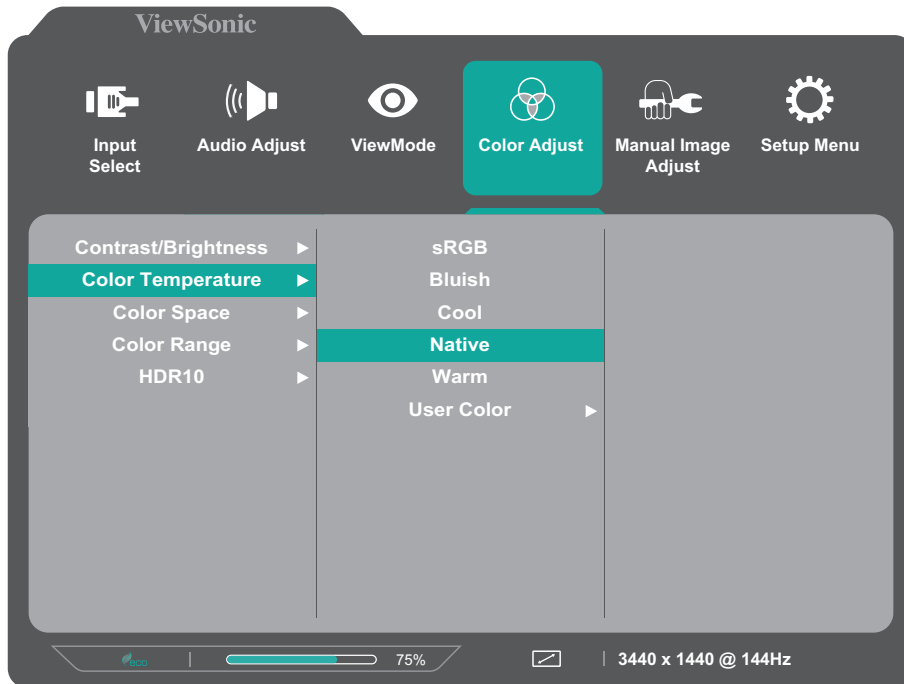 ViewSonic
Input
Select
Audio Adjust
ViewMode
Color Adjust
Manual Image
Adjust
Setup Menu
Contrast/Brightness
Color Temperature
Color Space
Color Range
HDR10
sRGB
Bluish
Cool
Native
Warm
User Color
eco
75%
3440 x 1440 @ 144Hz